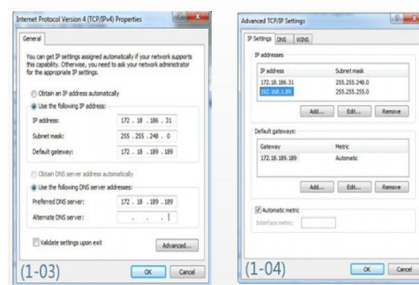 Internet Protocol Version 4 (TCP/IPv4) Properties
General
You can get IP settings assigned automatically if your network supports
this capability. Otherwise, you need to ask your network administrator
for the appropriate IP settings.
Obtain an IP address automatically
Use the following IP address:
IP address: 172 . 18 . 186 . 31
Subnet mask: 255 . 255 . 248 . 0
Default gateway: 172 . 18 . 189 . 189
Obtain DNS server address automatically
Use the following DNS server addresses:
Preferred DNS server: 172 . 18 . 189 . 189
Alternate DNS server: . . .
Validate settings upon exit
Advanced...
(1-03)
OK Cancel
Advanced TCP/IP Settings
IP Settings DNS WINS
IP addresses
IP address Subnet mask
172.18.186.31 255.255.248.0
192.168.1.89 255.255.255.0
Add... Edit... Remove
Default gateways:
Gateway Metric
172.18.189.189 Automatic
Add... Edit... Remove
Automatic metric
Interface metric:
(1-04)
OK Cancel